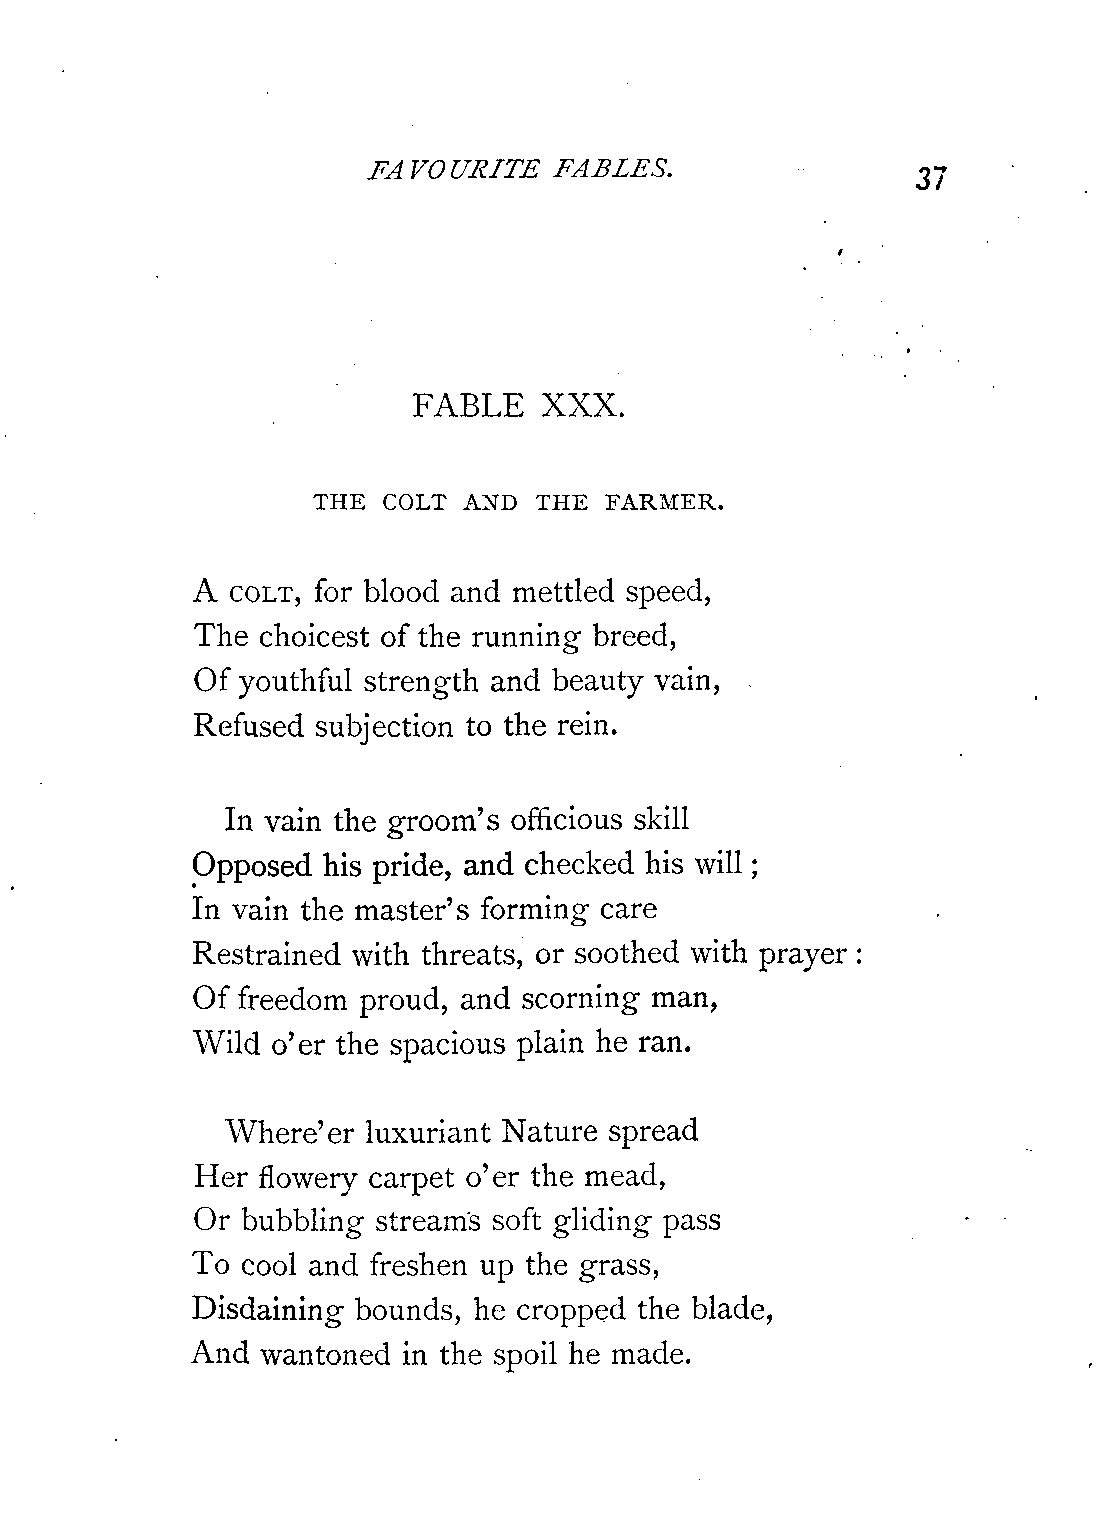 FAVOURITE FABLES. 37
FABLE XXX.
THE COLT AND THE FARMER.
A COLT, for blood and mettled speed,
The choicest of the running breed,
Of youthful strength and beauty vain,
Refused subjection to the rein.
In vain the groom's officious skill
Opposed his pride, and checked his will ;
In vain the master's forming care
Restrained with threats, or soothed with prayer :
Of freedom proud, and scorning man,
Wild o'er the spacious plain he ran.
Where'er luxuriant Nature spread
Her flowery carpet o'er the mead,
Or bubbling streams soft gliding pass
To cool and freshen up the grass,
Disdaining bounds, he cropped the blade,
And wantoned in the spoil he made.